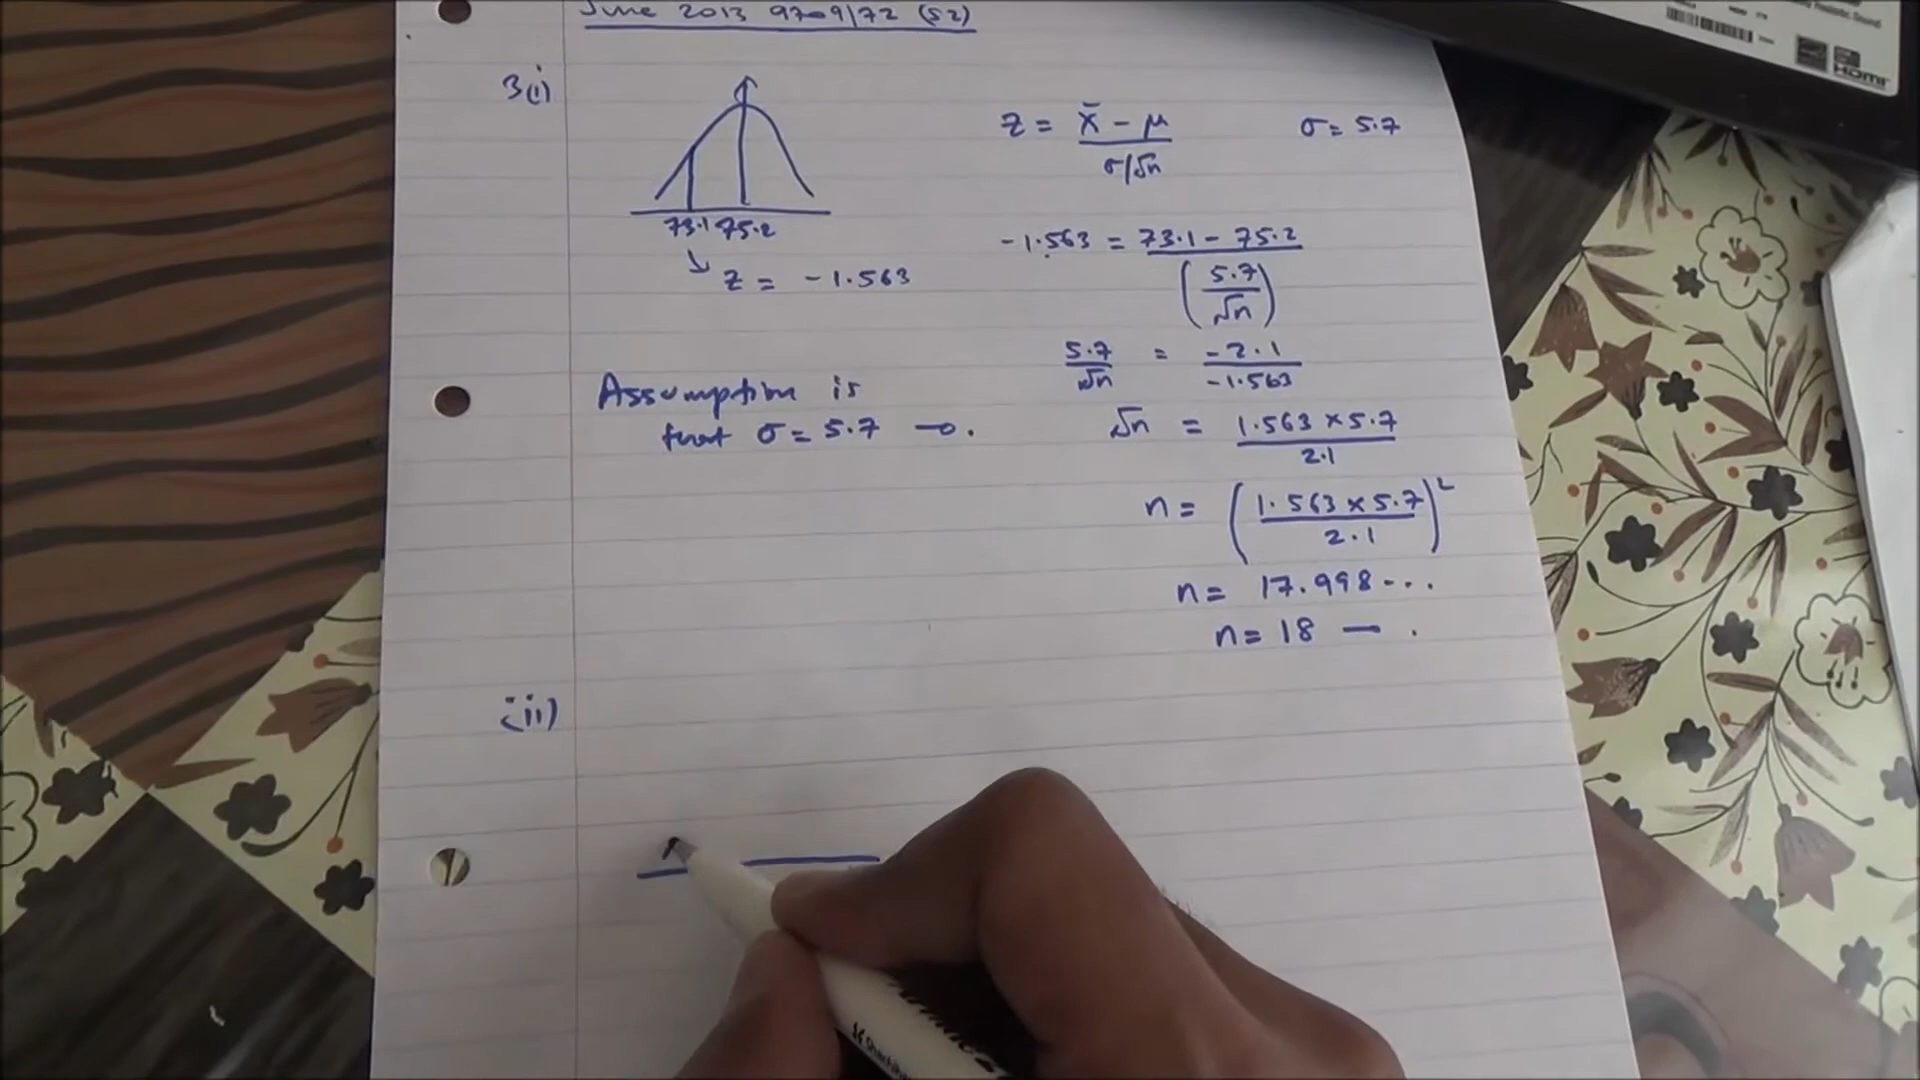 June 2013 9709/72 (S2)
3(i)
73.1 75.2
z = -1.563
Assumption is
that σ = 5.7
z = x̄ - μ / σ/√n
σ = 5.7
-1.563 = 73.1 - 75.2 / (5.7/√n)
5.7/√n = -2.1/-1.563
√n = 1.563 × 5.7 / 2.1
n = (1.563 × 5.7 / 2.1)²
n = 17.998...
n = 18
(ii)
HDMI